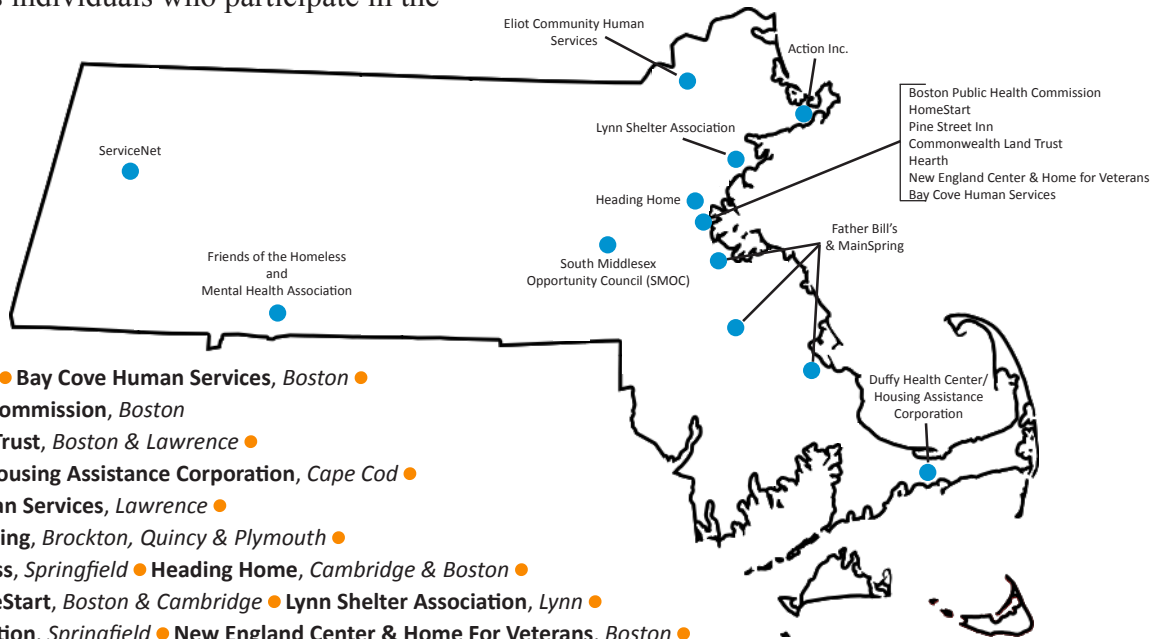 s individuals who participate in the
Eliot Community Human
Services
Action Inc.
Boston Public Health Commission
HomeStart
Pine Street Inn
Commonwealth Land Trust
Hearth
New England Center & Home for Veterans
Bay Cove Human Services
Lynn Shelter Association
ServiceNet
Heading Home
Father Bill's
& MainSpring
South Middlesex
Opportunity Council (SMOC)
Friends of the Homeless
and
Mental Health Association
Duffy Health Center/
Housing Assistance
Corporation
● Bay Cove Human Services, Boston ●
ommission, Boston
Trust, Boston & Lawrence ●
ousing Assistance Corporation, Cape Cod ●
an Services, Lawrence ●
ing, Brockton, Quincy & Plymouth ●
ss, Springfield ● Heading Home, Cambridge & Boston ●
eStart, Boston & Cambridge ● Lynn Shelter Association, Lynn ●
tion, Springfield ● New England Center & Home For Veterans, Boston ●